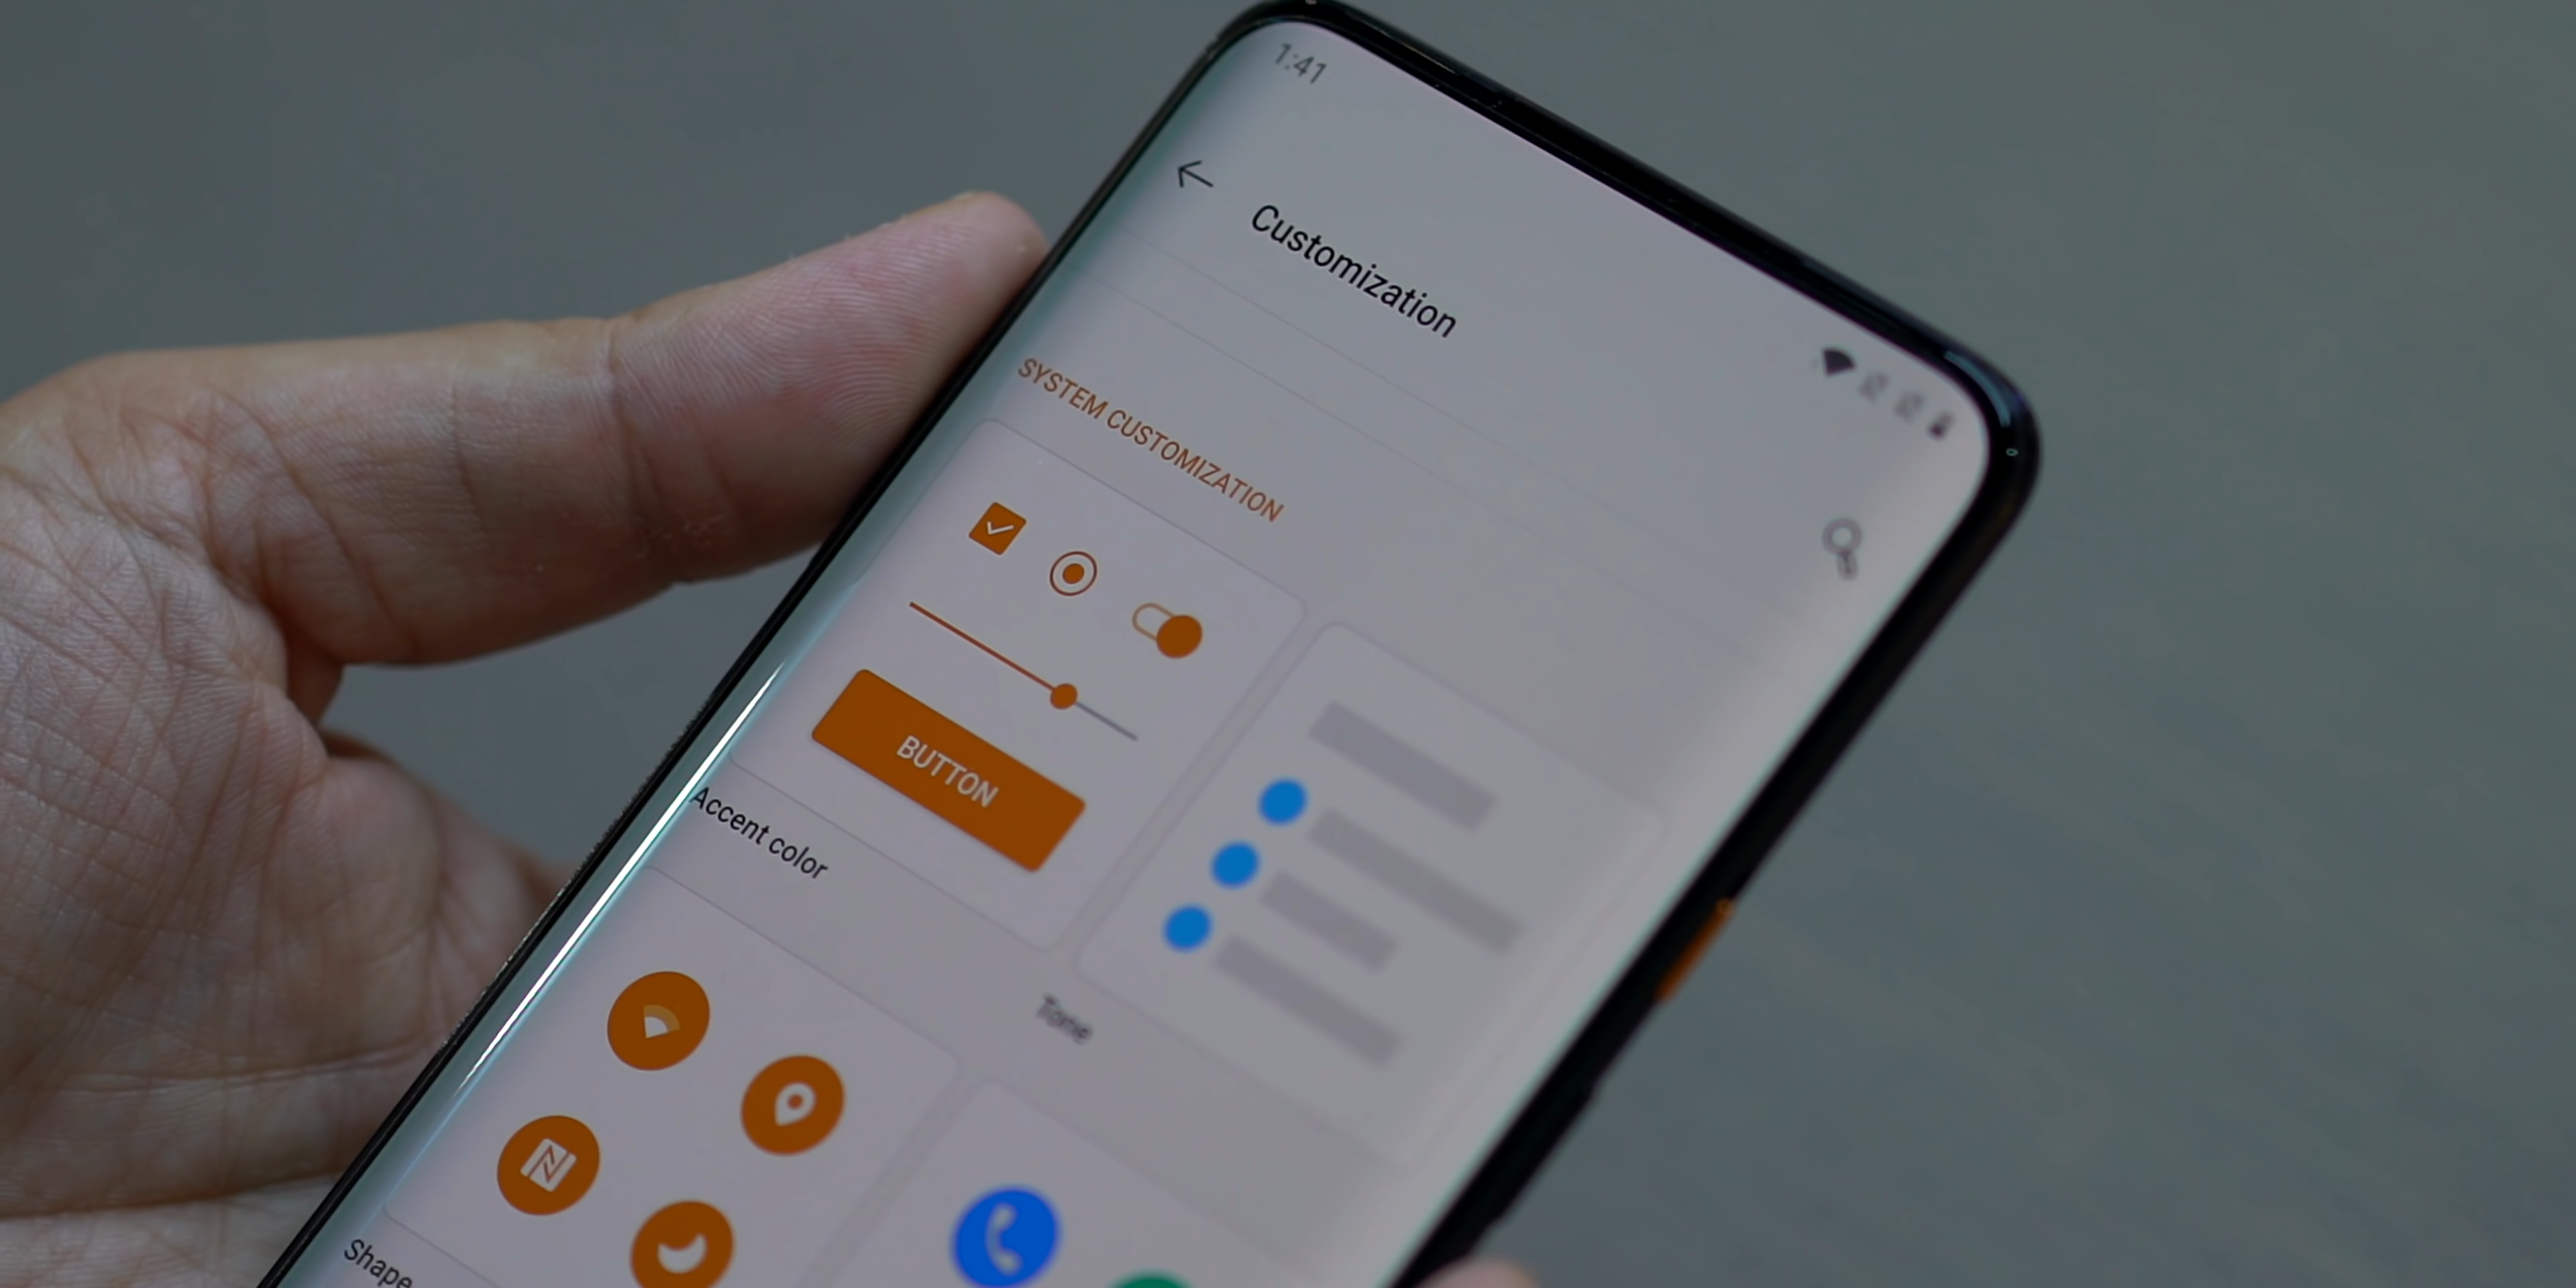 1:41
Customization
SYSTEM CUSTOMIZATION
BUTTON
Accent color
Tone
Shape